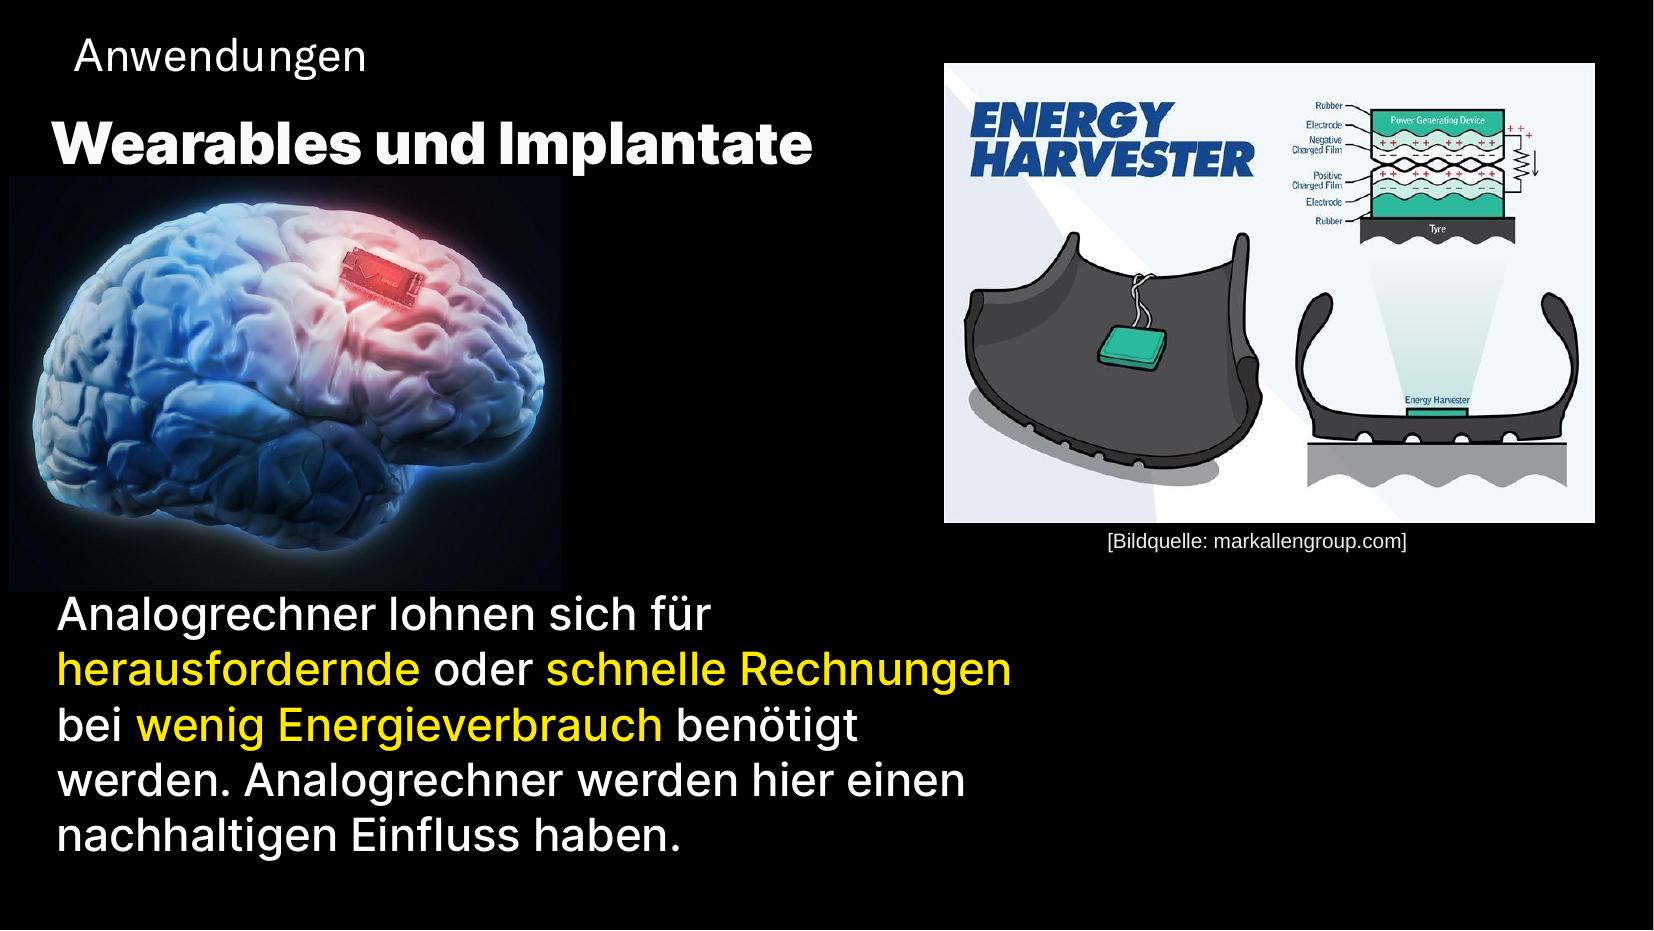 Anwendungen
Wearables und Implantate
ENERGY
HARVESTER
Rubber
Electrode
Negative
Charged Film
Positive
Charged Film
Electrode
Rubber
Power Generating Device
+ + +
+ + + + + + + +
– – – – – – – –
+ + + + + + + +
– – – – – – – –
Tyre
Energy Harvester
[Bildquelle: markallengroup.com]
Analogrechner lohnen sich für
herausfordernde oder schnelle Rechnungen
bei wenig Energieverbrauch benötigt
werden. Analogrechner werden hier einen
nachhaltigen Einfluss haben.